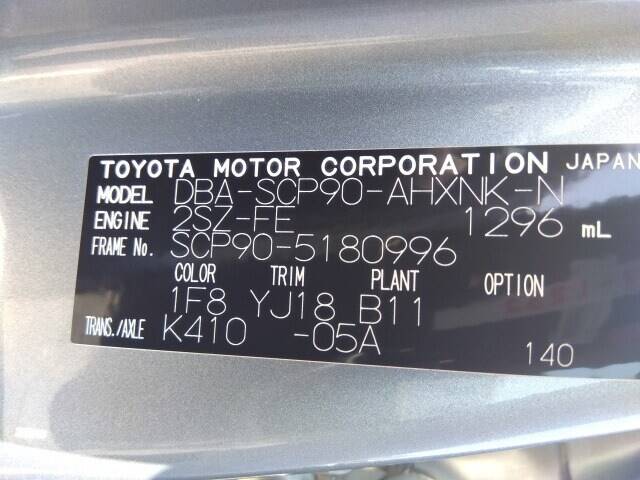 TOYOTA MOTOR CORPORATION JAPAN
MODEL DBA-SCP90-AHXNK-N
ENGINE 2SZ-FE 1296 mL
FRAME No. SCP90-5180996
COLOR TRIM PLANT OPTION
1F8 YJ18 B11
TRANS./AXLE K410 -05A
140